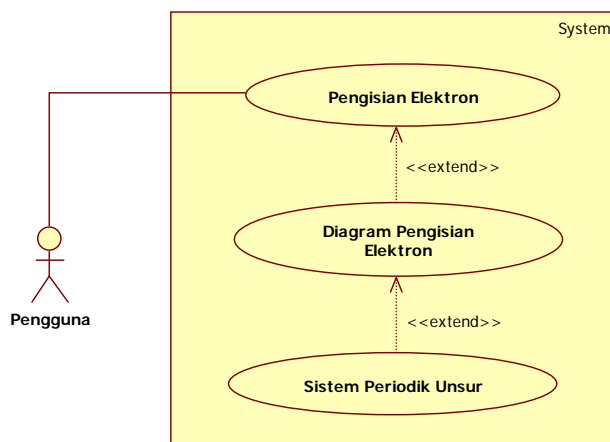 System
Pengisian Elektron
<<extend>>
Diagram Pengisian
Elektron
Pengguna
<<extend>>
Sistem Periodik Unsur